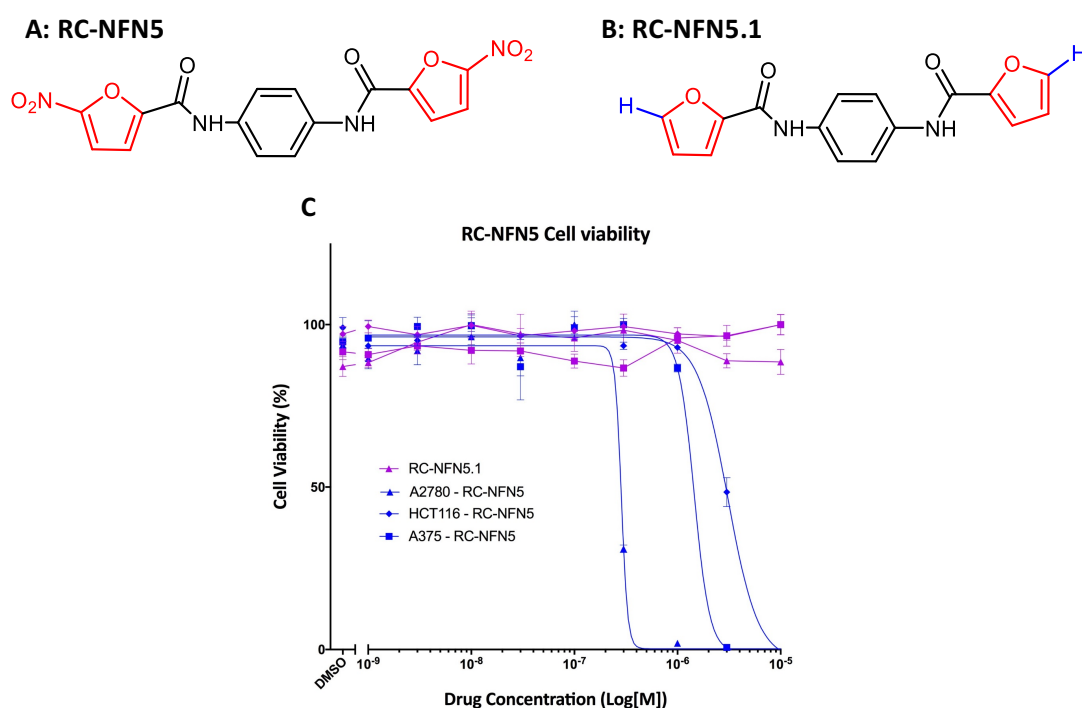 A: RC-NFN5
B: RC-NFN5.1
O₂N
O
O
NH
NH
O
O
NO₂
H
O
O
NH
NH
O
O
H
C
RC-NFN5 Cell viability
100
50
0
Cell Viability (%)
RC-NFN5.1
A2780 - RC-NFN5
HCT116 - RC-NFN5
A375 - RC-NFN5
DMSO
10⁻⁹
10⁻⁸
10⁻⁷
10⁻⁶
10⁻⁵
Drug Concentration (Log[M])